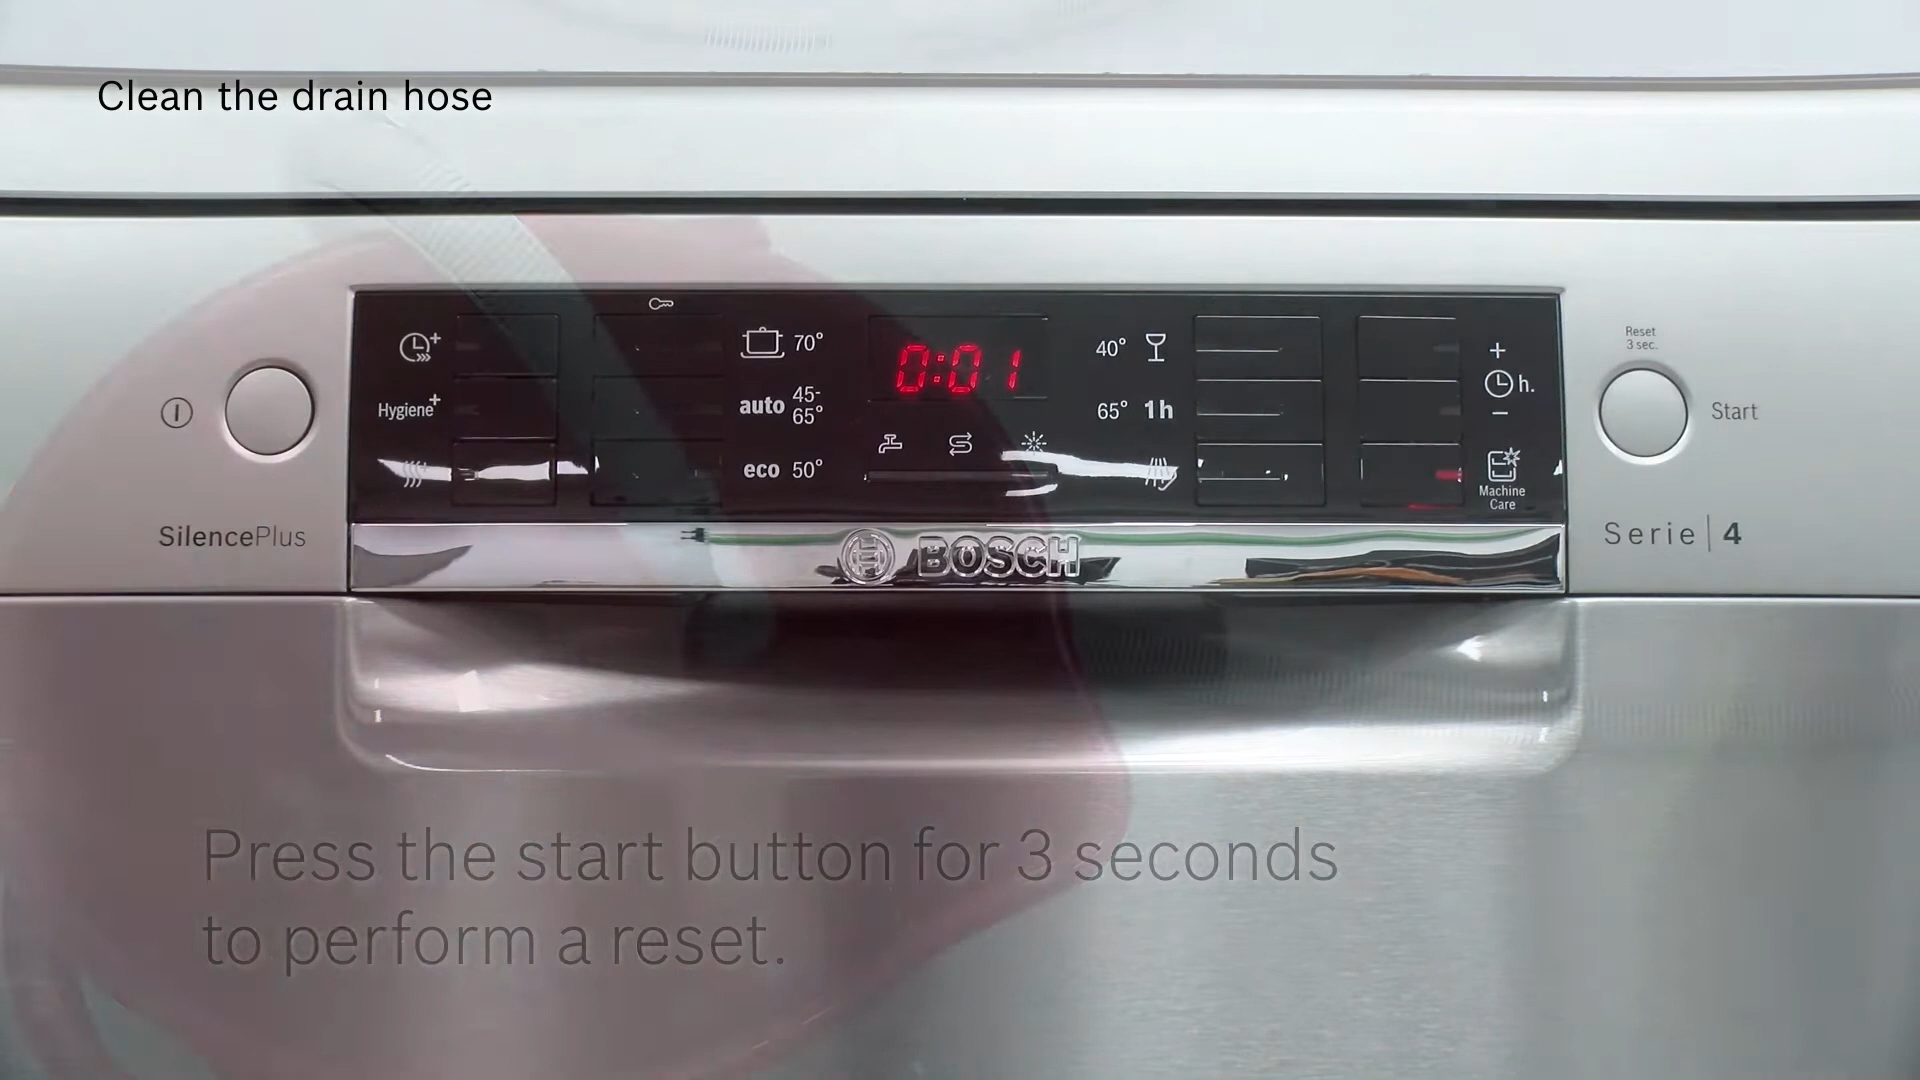 Clean the drain hose
Reset
3 sec.
70°
0:01
40°
+
h.
−
auto 45-
65°
Hygiene+
65° 1h
Start
eco 50°
Machine
Care
SilencePlus
BOSCH
Serie | 4
Press the start button for 3 seconds
to perform a reset.